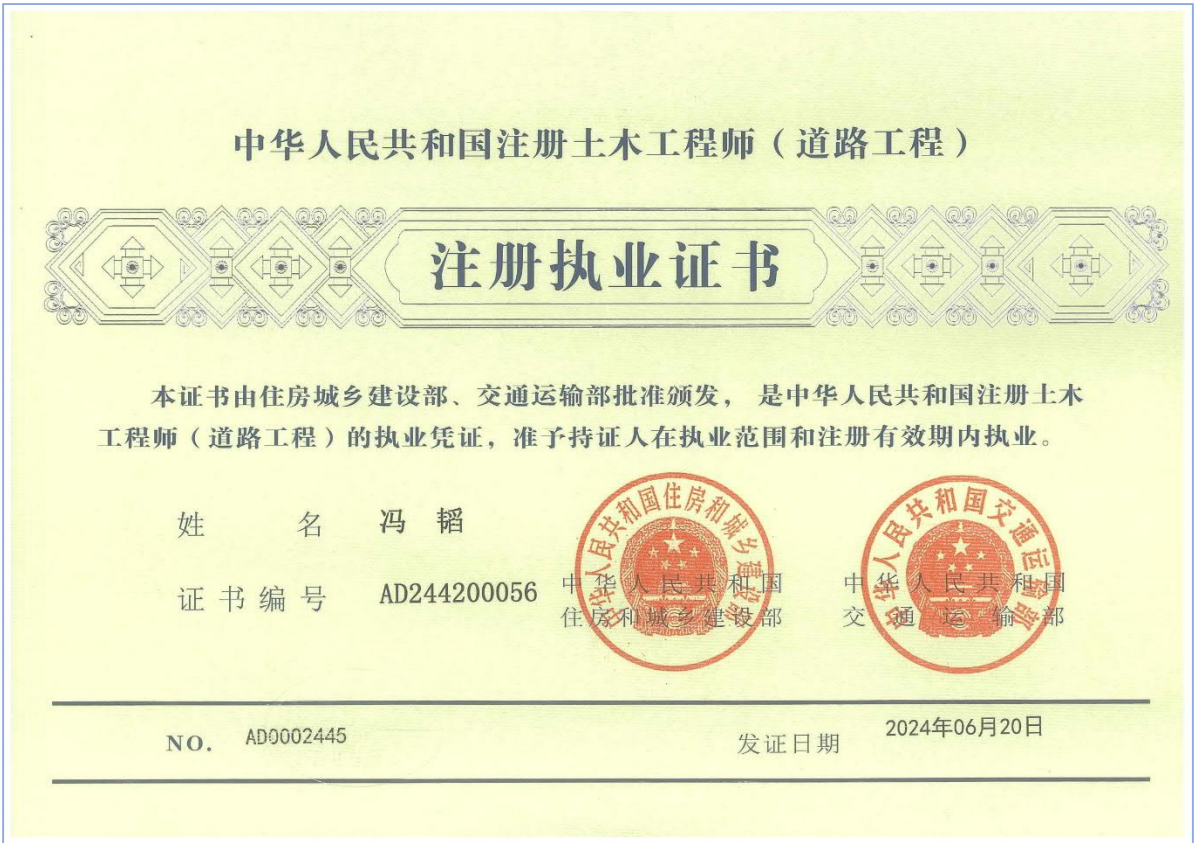 中华人民共和国注册土木工程师（道路工程）
注册执业证书
本证书由住房城乡建设部、交通运输部批准颁发， 是中华人民共和国注册土木
工程师（道路工程）的执业凭证，准予持证人在执业范围和注册有效期内执业。
姓名 冯韬
证书编号 AD244200056
中华人民共和国
住房和城乡建设部
中华人民共和国住房和城乡建设部
中华人民共和国
交通运输部
中华人民共和国交通运输部
NO. AD0002445
发证日期 2024年06月20日